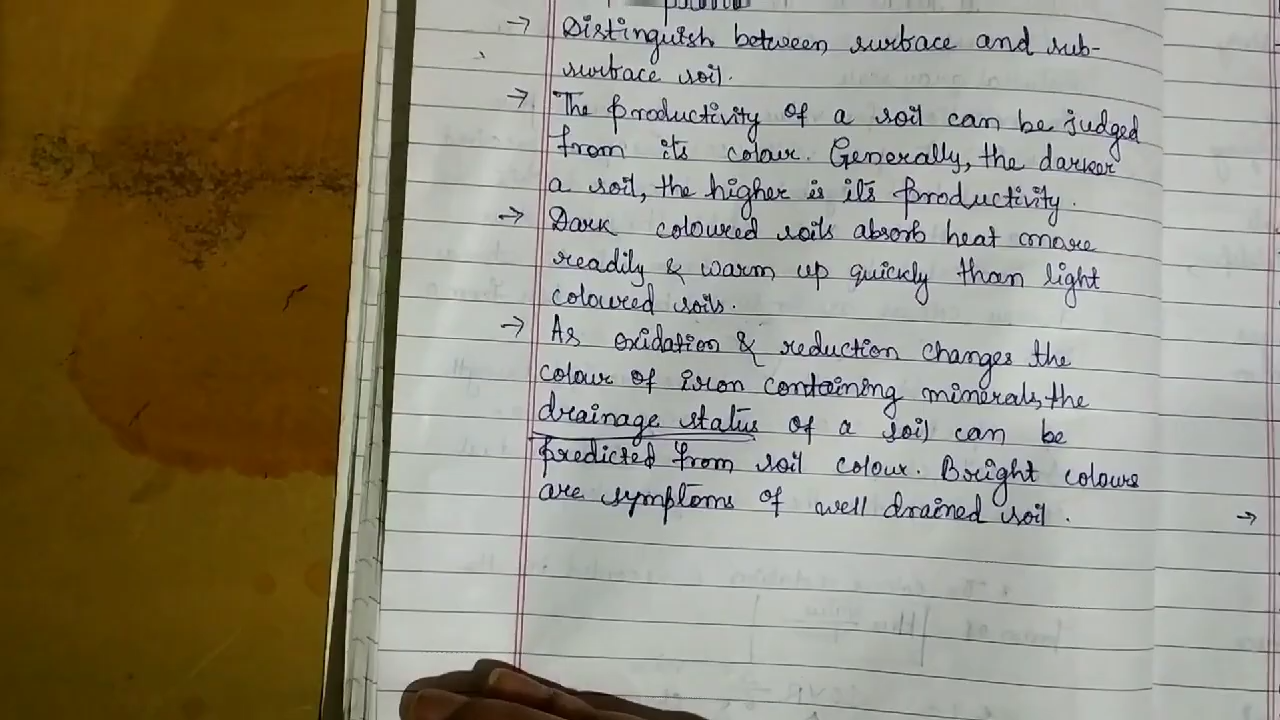 → Distinguish between surface and sub-
surface soil.
→ The productivity of a soil can be judged
from its colour. Generally, the darker
a soil, the higher is its productivity.
→ Dark coloured soils absorb heat more
readily & warm up quickly than light
coloured soils.
→ As oxidation & reduction changes the
colour of iron containing minerals, the
drainage status of a soil can be
predicted from soil colour. Bright colours
are symptoms of well drained soil.
→